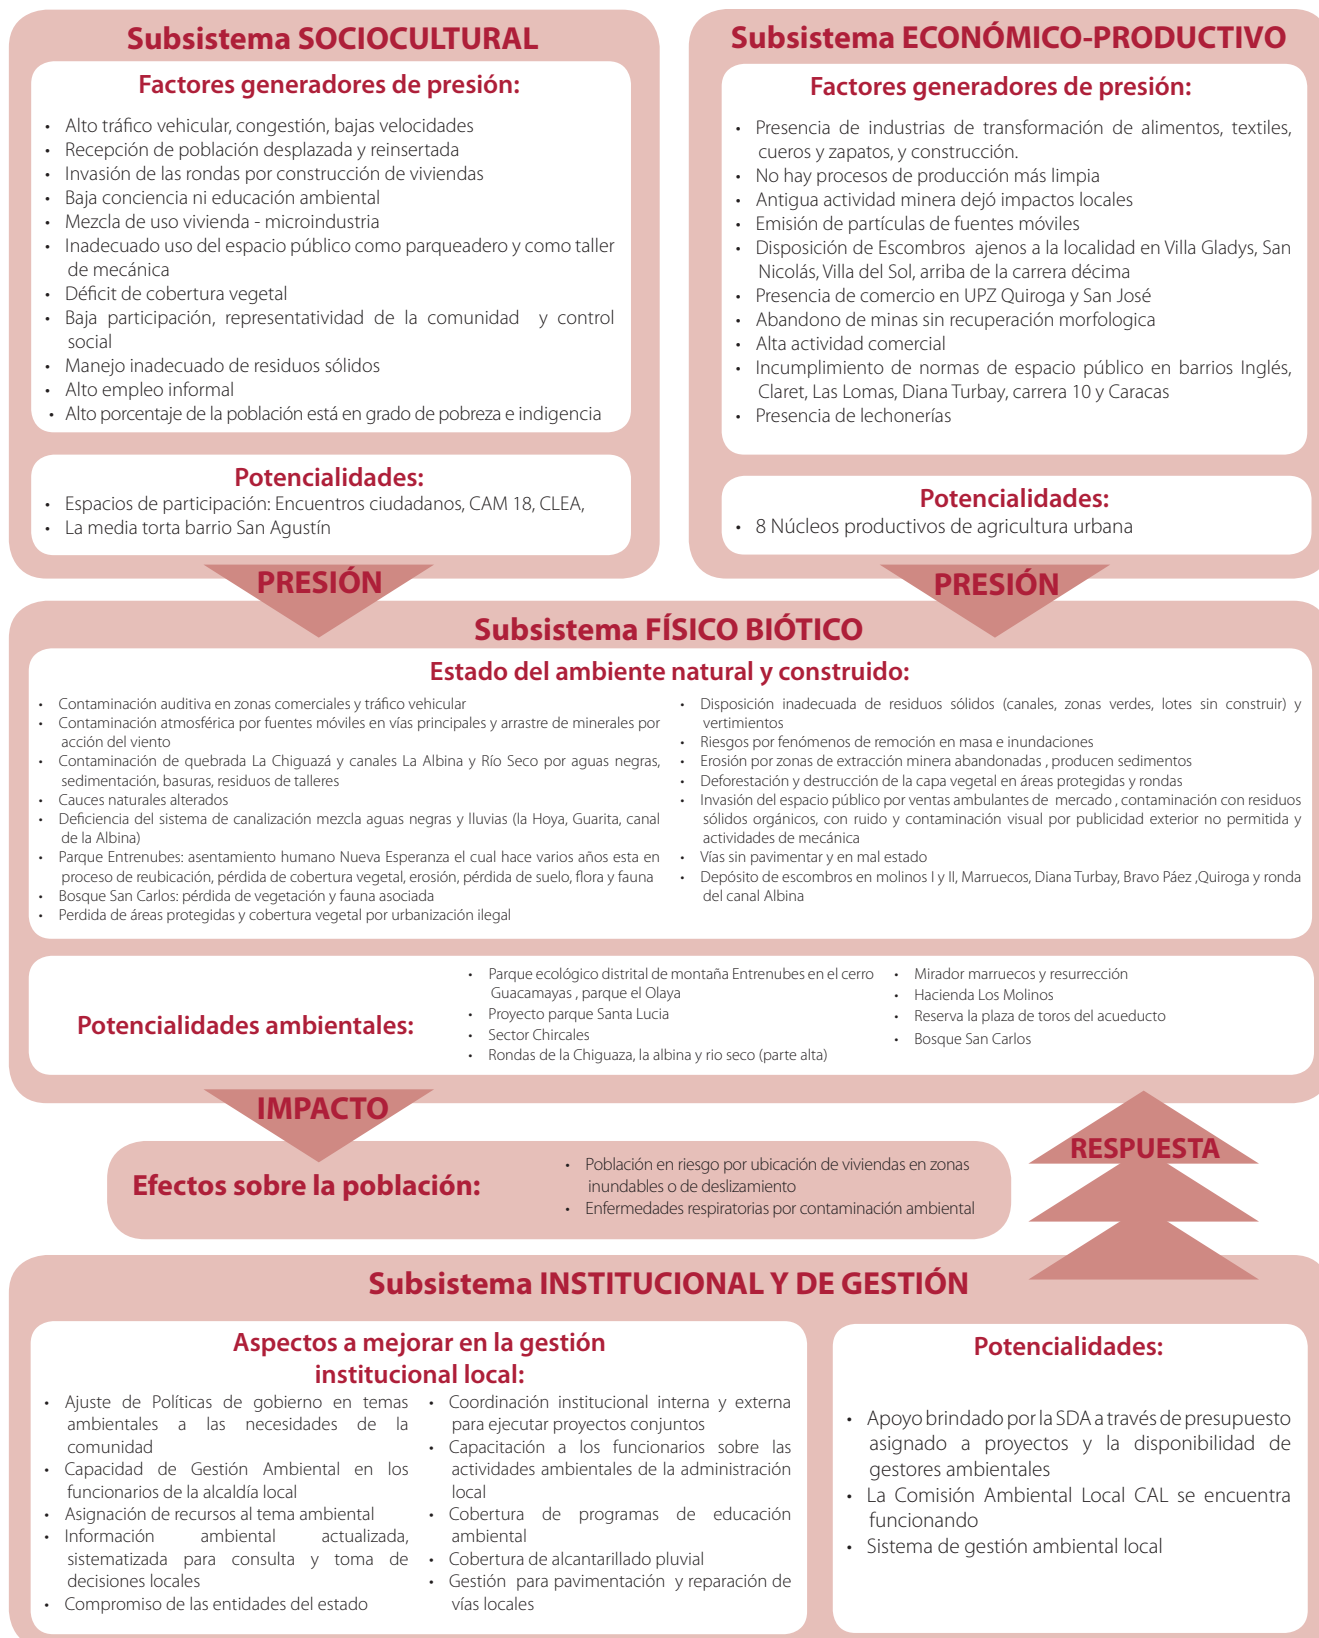 Subsistema SOCIOCULTURAL
Factores generadores de presión:
• Alto tráfico vehicular, congestión, bajas velocidades
• Recepción de población desplazada y reinsertada
• Invasión de las rondas por construcción de viviendas
• Baja conciencia ni educación ambiental
• Mezcla de uso vivienda - microindustria
• Inadecuado uso del espacio público como parqueadero y como taller
de mecánica
• Déficit de cobertura vegetal
• Baja participación, representatividad de la comunidad y control
social
• Manejo inadecuado de residuos sólidos
• Alto empleo informal
• Alto porcentaje de la población está en grado de pobreza e indigencia
Potencialidades:
• Espacios de participación: Encuentros ciudadanos, CAM 18, CLEA,
• La media torta barrio San Agustín
PRESIÓN
Subsistema ECONÓMICO-PRODUCTIVO
Factores generadores de presión:
• Presencia de industrias de transformación de alimentos, textiles,
cueros y zapatos, y construcción.
• No hay procesos de producción más limpia
• Antigua actividad minera dejó impactos locales
• Emisión de partículas de fuentes móviles
• Disposición de Escombros ajenos a la localidad en Villa Gladys, San
Nicolás, Villa del Sol, arriba de la carrera décima
• Presencia de comercio en UPZ Quiroga y San José
• Abandono de minas sin recuperación morfologica
• Alta actividad comercial
• Incumplimiento de normas de espacio público en barrios Inglés,
Claret, Las Lomas, Diana Turbay, carrera 10 y Caracas
• Presencia de lechonerías
Potencialidades:
• 8 Núcleos productivos de agricultura urbana
PRESIÓN
Subsistema FÍSICO BIÓTICO
Estado del ambiente natural y construido:
• Contaminación auditiva en zonas comerciales y tráfico vehicular
• Contaminación atmosférica por fuentes móviles en vías principales y arrastre de minerales por
acción del viento
• Contaminación de quebrada La Chiguazá y canales La Albina y Río Seco por aguas negras,
sedimentación, basuras, residuos de talleres
• Cauces naturales alterados
• Deficiencia del sistema de canalización mezcla aguas negras y lluvias (la Hoya, Guarita, canal
de la Albina)
• Parque Entrenubes: asentamiento humano Nueva Esperanza el cual hace varios años esta en
proceso de reubicación, pérdida de cobertura vegetal, erosión, pérdida de suelo, flora y fauna
• Bosque San Carlos: pérdida de vegetación y fauna asociada
• Perdida de áreas protegidas y cobertura vegetal por urbanización ilegal
• Disposición inadecuada de residuos sólidos (canales, zonas verdes, lotes sin construir) y
vertimientos
• Riesgos por fenómenos de remoción en masa e inundaciones
• Erosión por zonas de extracción minera abandonadas , producen sedimentos
• Deforestación y destrucción de la capa vegetal en áreas protegidas y rondas
• Invasión del espacio público por ventas ambulantes de mercado , contaminación con residuos
sólidos orgánicos, con ruido y contaminación visual por publicidad exterior no permitida y
actividades de mecánica
• Vías sin pavimentar y en mal estado
• Depósito de escombros en molinos I y II, Marruecos, Diana Turbay, Bravo Páez ,Quiroga y ronda
del canal Albina
Potencialidades ambientales:
• Parque ecológico distrital de montaña Entrenubes en el cerro
Guacamayas , parque el Olaya
• Proyecto parque Santa Lucia
• Sector Chircales
• Rondas de la Chiguaza, la albina y rio seco (parte alta)
• Mirador marruecos y resurrección
• Hacienda Los Molinos
• Reserva la plaza de toros del acueducto
• Bosque San Carlos
IMPACTO
Efectos sobre la población:
• Población en riesgo por ubicación de viviendas en zonas
inundables o de deslizamiento
• Enfermedades respiratorias por contaminación ambiental
RESPUESTA
Subsistema INSTITUCIONAL Y DE GESTIÓN
Aspectos a mejorar en la gestión
institucional local:
• Ajuste de Políticas de gobierno en temas
ambientales a las necesidades de la
comunidad
• Capacidad de Gestión Ambiental en los
funcionarios de la alcaldía local
• Asignación de recursos al tema ambiental
• Información ambiental actualizada,
sistematizada para consulta y toma de
decisiones locales
• Compromiso de las entidades del estado
• Coordinación institucional interna y externa
para ejecutar proyectos conjuntos
• Capacitación a los funcionarios sobre las
actividades ambientales de la administración
local
• Cobertura de programas de educación
ambiental
• Cobertura de alcantarillado pluvial
• Gestión para pavimentación y reparación de
vías locales
Potencialidades:
• Apoyo brindado por la SDA a través de presupuesto
asignado a proyectos y la disponibilidad de
gestores ambientales
• La Comisión Ambiental Local CAL se encuentra
funcionando
• Sistema de gestión ambiental local